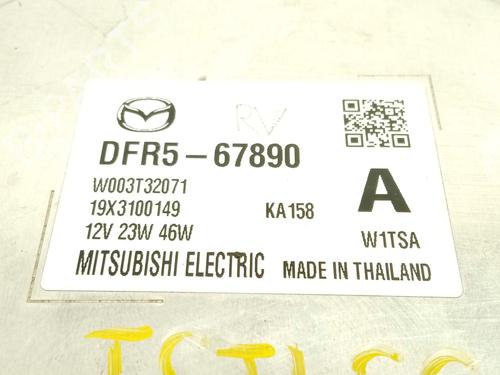 RV
DFR5-67890
W003T32071
19X3100149
KA158
A
12V 23W 46W
W1TSA
MITSUBISHI ELECTRIC
MADE IN THAILAND